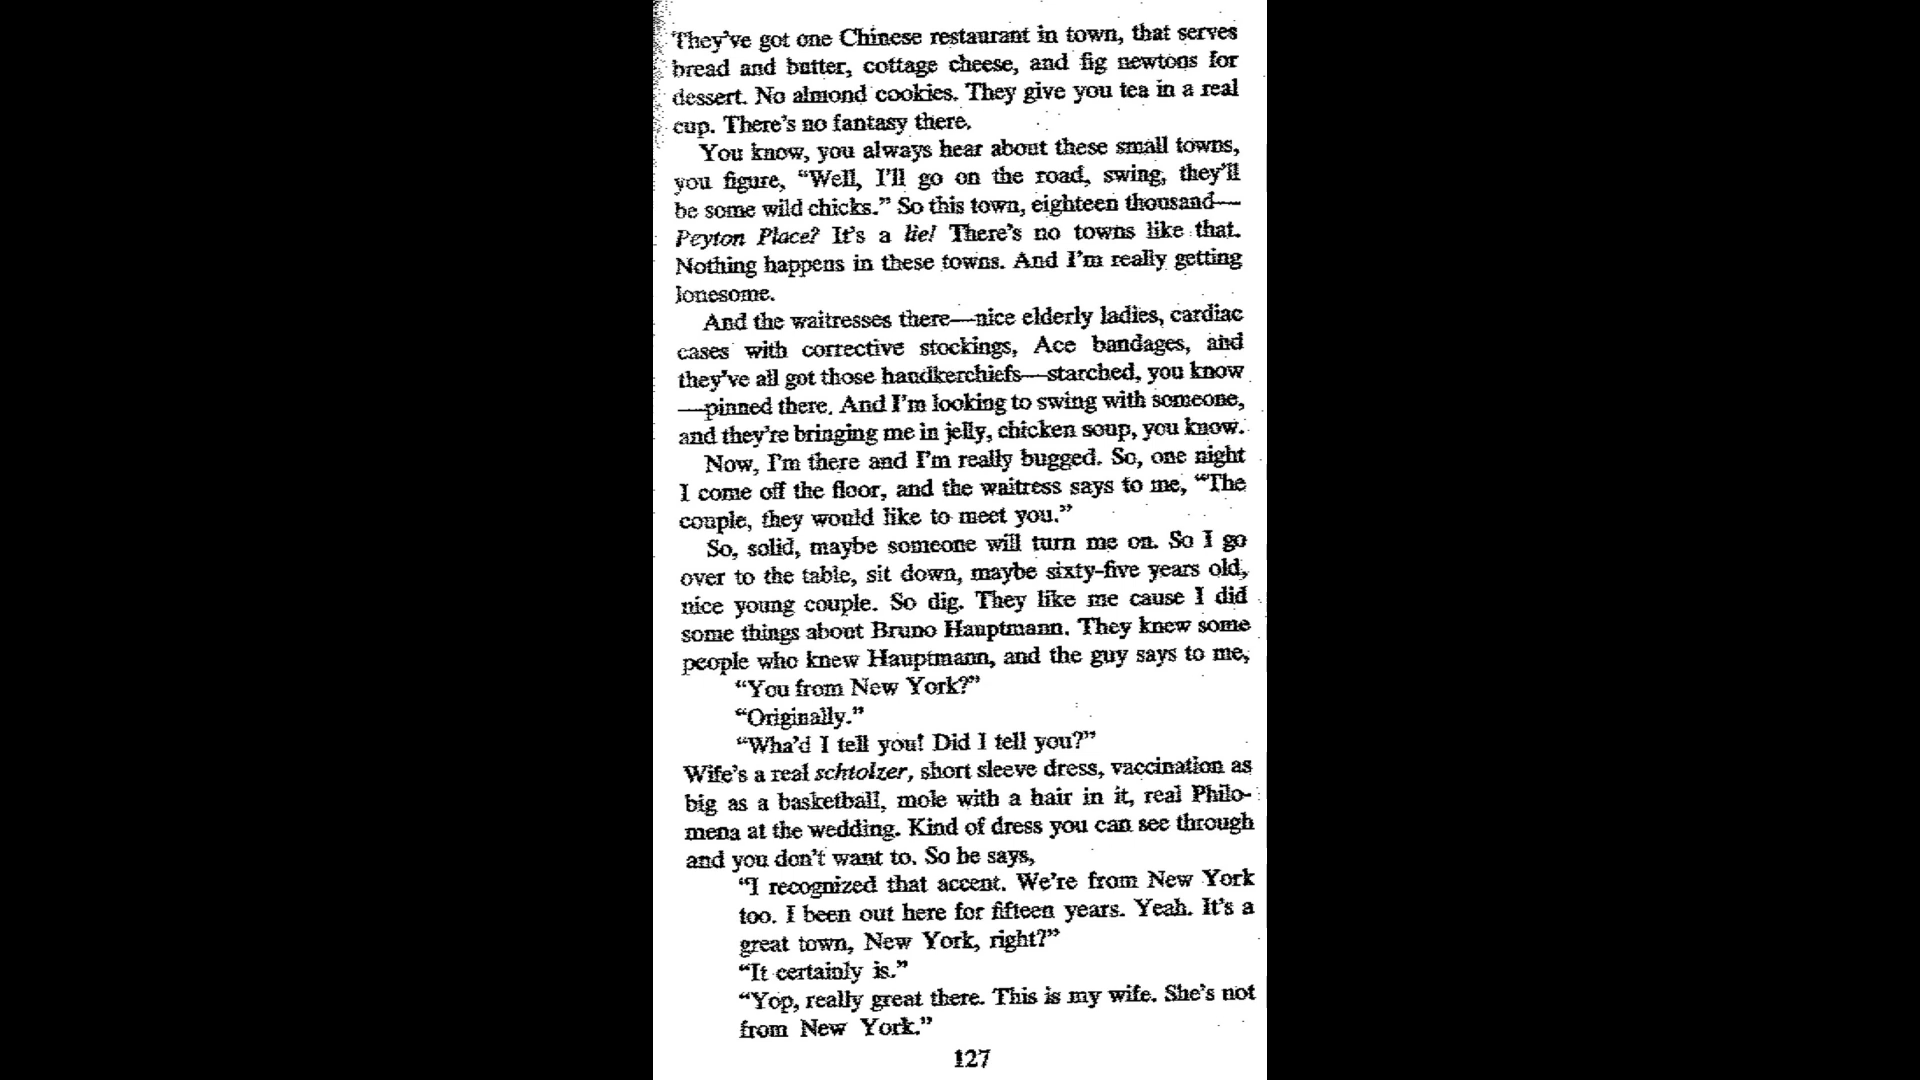 They've got one Chinese restaurant in town, that serves
bread and butter, cottage cheese, and fig newtons for
dessert. No almond cookies. They give you tea in a real
cup. There's no fantasy there.
You know, you always hear about these small towns,
you figure, “Well, I'll go on the road, swing, they'll
be some wild chicks.” So this town, eighteen thousand—
Peyton Place? It's a lie! There's no towns like that.
Nothing happens in these towns. And I'm really getting
lonesome.
And the waitresses there—nice elderly ladies, cardiac
cases with corrective stockings, Ace bandages, and
they've all got those handkerchiefs—starched, you know
—pinned there. And I'm looking to swing with someone,
and they're bringing me in jelly, chicken soup, you know.
Now, I'm there and I'm really bugged. So, one night
I come off the floor, and the waitress says to me, “The
couple, they would like to meet you.”
So, solid, maybe someone will turn me on. So I go
over to the table, sit down, maybe sixty-five years old,
nice young couple. So dig. They like me cause I did
some things about Bruno Hauptmann. They knew some
people who knew Hauptmann, and the guy says to me,
“You from New York?”
“Originally.”
“Wha'd I tell you! Did I tell you?”
Wife's a real schtolzer, short sleeve dress, vaccination as
big as a basketball, mole with a hair in it, real Philo-
mena at the wedding. Kind of dress you can see through
and you don't want to. So he says,
“I recognized that accent. We're from New York
too. I been out here for fifteen years. Yeah. It's a
great town, New York, right?”
“It certainly is.”
“Yop, really great there. This is my wife. She's not
from New York.”
127